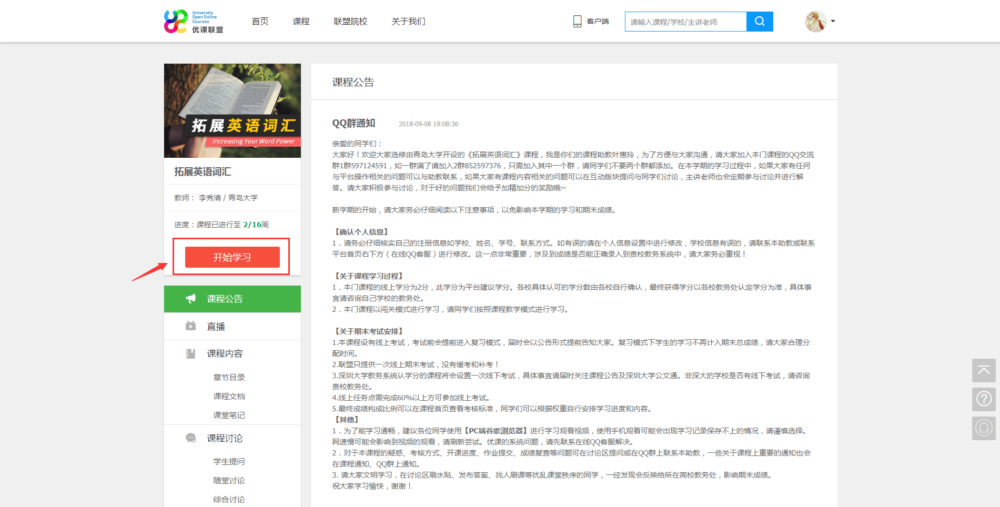 University
Open Online
Courses
优课联盟
首页
课程
联盟院校
关于我们
客户端
请输入课程/学校/主讲老师
拓展英语词汇
Increasing Your Word Power
拓展英语词汇
教师： 李秀清 / 青岛大学
进度：课程已进行至 2/16周
开始学习
课程公告
直播
课程内容
章节目录
课程文档
课堂笔记
课程讨论
学生提问
随堂讨论
综合讨论
课程公告
QQ群通知 2018-09-08 19:08:36
亲爱的同学们：
大家好！欢迎大家选修由青岛大学开设的《拓展英语词汇》课程，我是你们的课程助教叶惠玲，为了方便与大家沟通，请大家加入本门课程的QQ交流
群1群597124591，如一群满了请加入2群852597376，只需加入其中一个群，请同学们不要两个群都添加。在本学期的学习过程中，如果大家有任何
与平台操作相关的问题可以与助教联系，如果大家有课程内容相关的问题可以在互动版块提问与同学们讨论，主讲老师也会定期参与讨论并进行解
答。请大家积极参与讨论，对于好的问题我们会给予加精加分的奖励哦~
新学期的开始，请大家务必仔细阅读以下注意事项，以免影响本学期的学习和期末成绩。
【确认个人信息】
1．请务必仔细核实自己的注册信息如学校、姓名、学号、联系方式。如有误的请在个人信息设置中进行修改，学校信息有误的，请联系本助教或联系
平台首页右下方（在线QQ客服）进行修改。这一点非常重要，涉及到成绩是否能正确录入到贵校教务系统中，请大家务必重视！
【关于课程学习过程】
1．本门课程的线上学分为2分，此学分为平台建议学分。各校具体认可的学分数由各校自行确认，最终获得学分以各校教务处认定学分为准，具体事
宜请咨询自己学校的教务处。
2．本门课程以闯关模式进行学习，请同学们按照课程教学模式进行学习。
【关于期末考试安排】
1.本课程设有线上考试，考试前会提前进入复习模式，届时会以公告形式提前告知大家。复习模式下学生的学习不再计入期末总成绩，请大家合理分
配时间。
2.联盟只提供一次线上期末考试，没有缓考和补考！
3.深圳大学教务系统认学分的课程将会设置一次线下考试，具体事宜请届时关注课程公告及深圳大学公文通。非深大的学校是否有线下考试，请咨询
贵校教务处。
4.线上任务点需完成60%以上方可参加线上考试。
5.最终成绩构成比例可以在课程首页查看考核标准，同学们可以根据权重自行安排学习进度和内容。
【其他】
1．为了能学习通畅，建议各位同学使用【PC端谷歌浏览器】进行学习观看视频，使用手机观看可能会出现学习记录保存不上的情况，请谨慎选择。
网速慢可能会影响到视频的观看，请刷新尝试。优课的系统问题，请先联系在线QQ客服解决。
2．对于本课程的疑惑、考核方式、开课进度、作业提交、成绩复查等问题可在讨论区提问或在QQ群上联系本助教，一些关于课程上重要的通知也会
在课程通知、QQ群上通知。
3. 请大家文明学习，在讨论区刷水贴、发布答案、找人刷课等扰乱课堂秩序的同学，一经发现会反映给所在高校教务处，影响期末成绩。
祝大家学习愉快，谢谢！